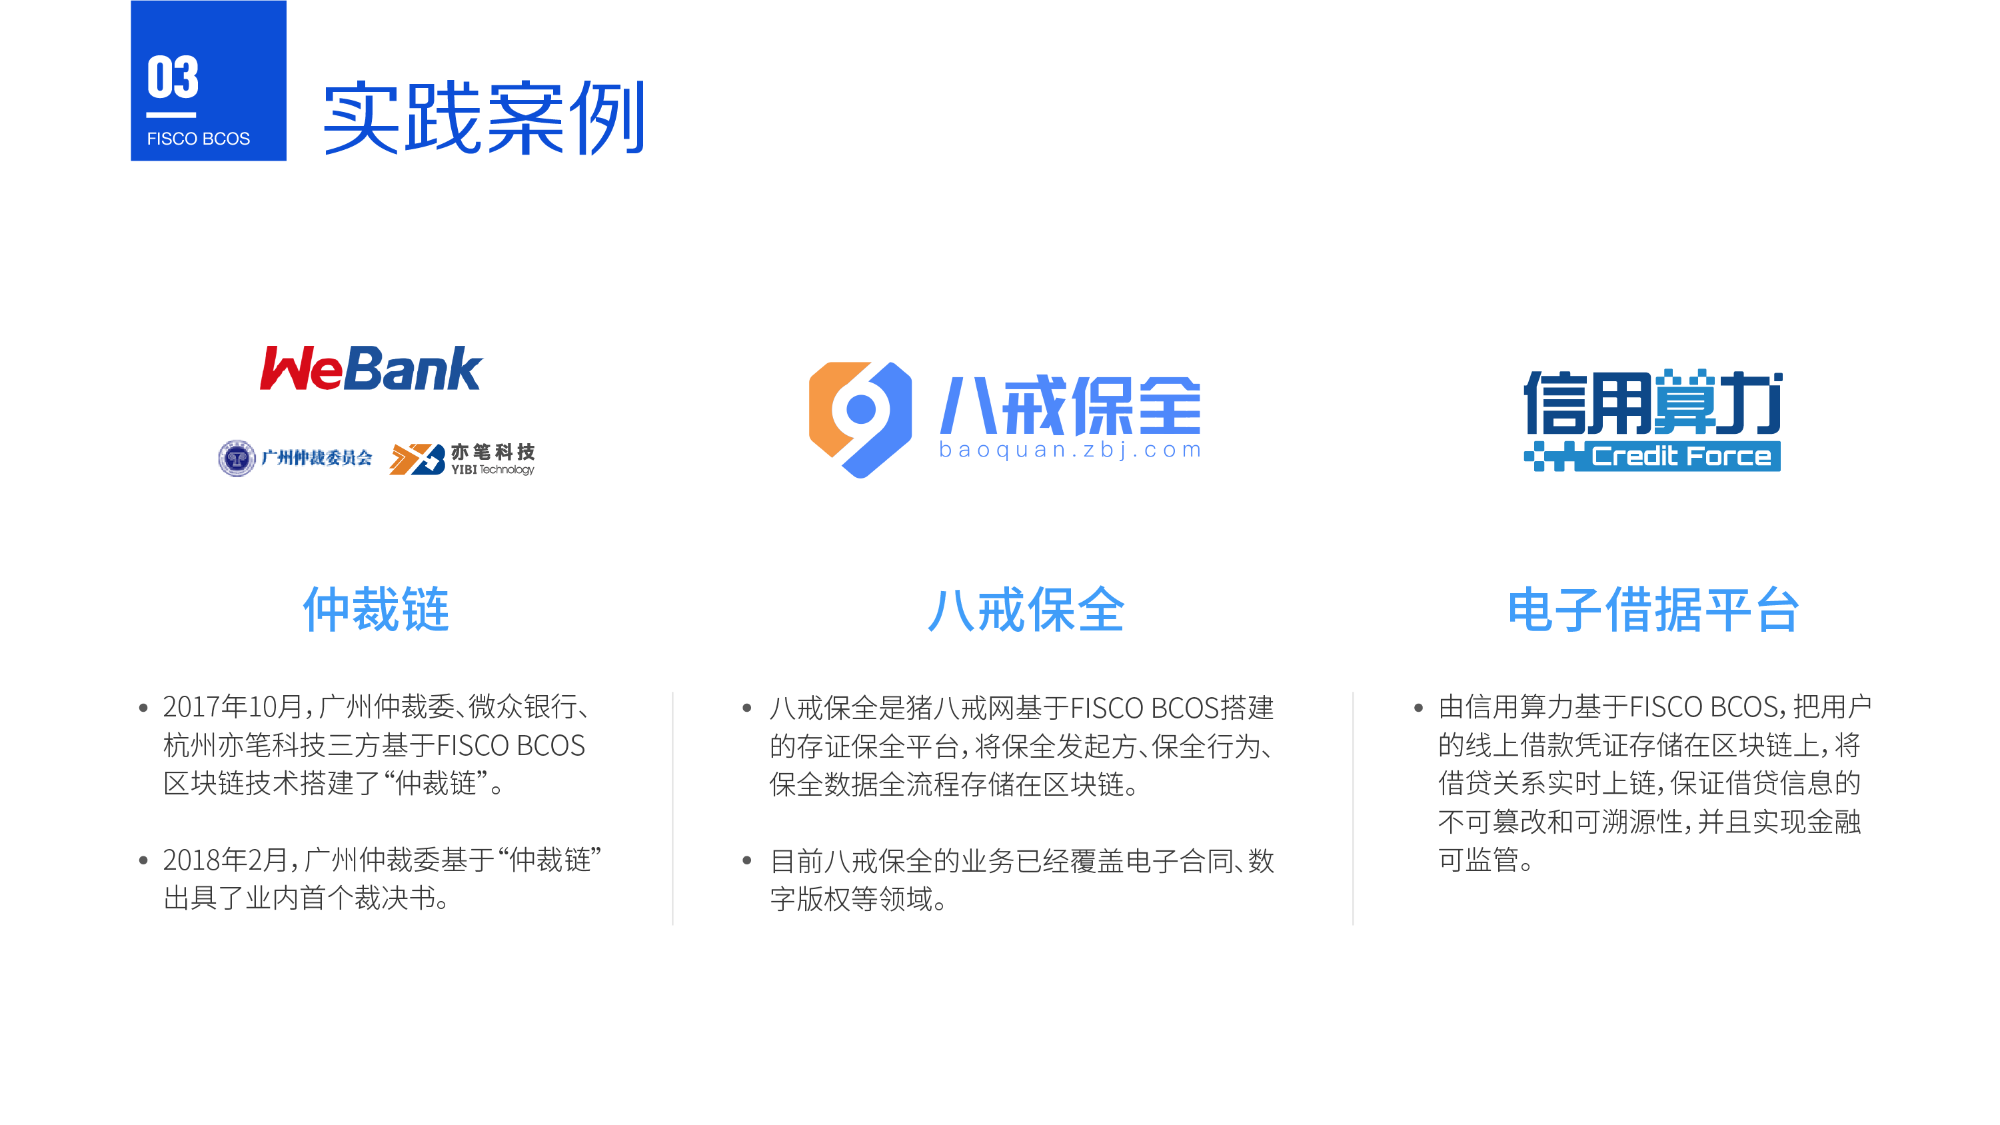 03
FISCO BCOS
实践案例
WeBank
广州仲裁委员会
亦笔科技
YIBI Technology
仲裁链
• 2017年10月，广州仲裁委、微众银行、
杭州亦笔科技三方基于FISCO BCOS
区块链技术搭建了“仲裁链”。
• 2018年2月，广州仲裁委基于“仲裁链”
出具了业内首个裁决书。
八戒保全
baoquan.zbj.com
八戒保全
• 八戒保全是猪八戒网基于FISCO BCOS搭建
的存证保全平台，将保全发起方、保全行为、
保全数据全流程存储在区块链。
• 目前八戒保全的业务已经覆盖电子合同、数
字版权等领域。
信用算力
Credit Force
电子借据平台
• 由信用算力基于FISCO BCOS，把用户
的线上借款凭证存储在区块链上，将
借贷关系实时上链，保证借贷信息的
不可篡改和可溯源性，并且实现金融
可监管。